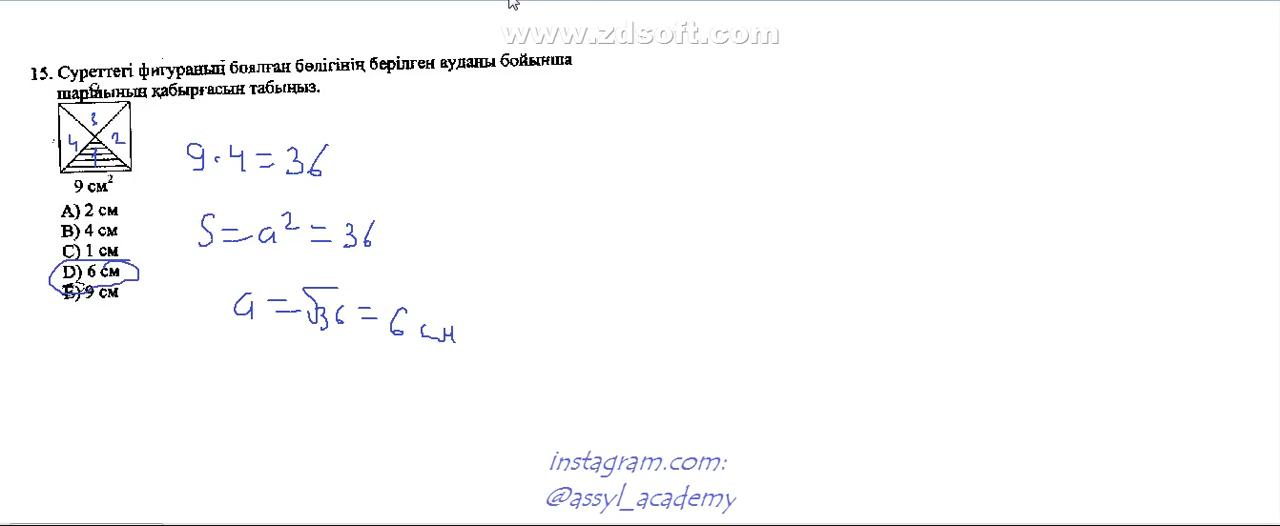 www.zdsoft.com
15. Суреттегі фигураның боялған бөлігінің берілген ауданы бойынша
шаршының қабырғасын табыңыз.
3
4 2
1
9 · 4 = 36
9 см²
S = a² = 36
A) 2 см
B) 4 см
C) 1 см
D) 6 см
E) 9 см
a = √36 = 6 см
instagram.com:
@assyl_academy